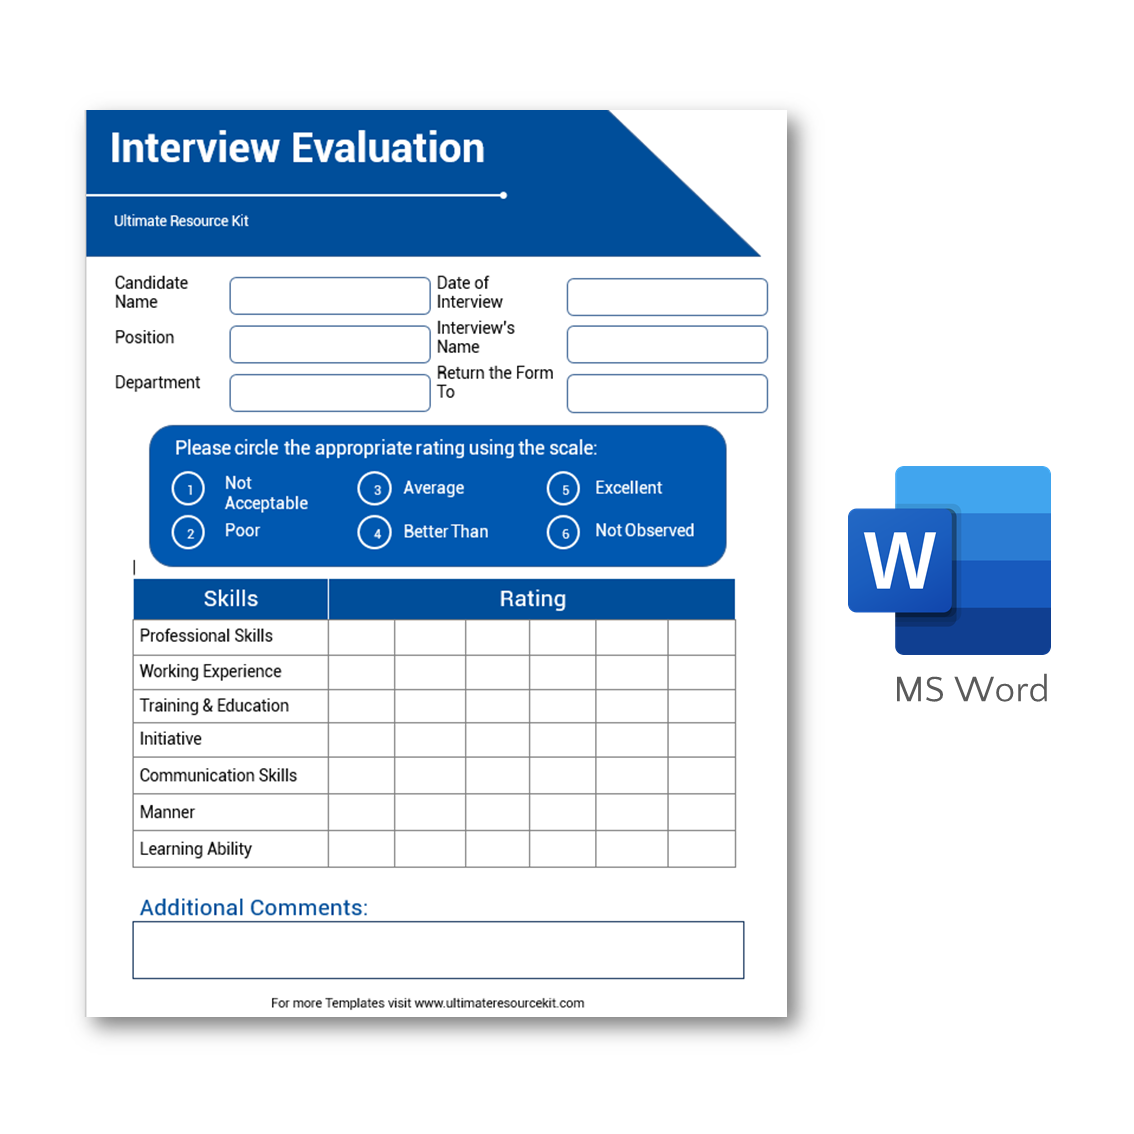 Interview Evaluation
Ultimate Resource Kit
Candidate
Name
Date of
Interview
Position
Interview's
Name
Department
Return the Form
To
Please circle the appropriate rating using the scale:
1 Not
Acceptable
3 Average
5 Excellent
2 Poor
4 Better Than
6 Not Observed
Skills Rating
Professional Skills
Working Experience
Training & Education
Initiative
Communication Skills
Manner
Learning Ability
Additional Comments:
For more Templates visit www.ultimateresourcekit.com
W
MS Word